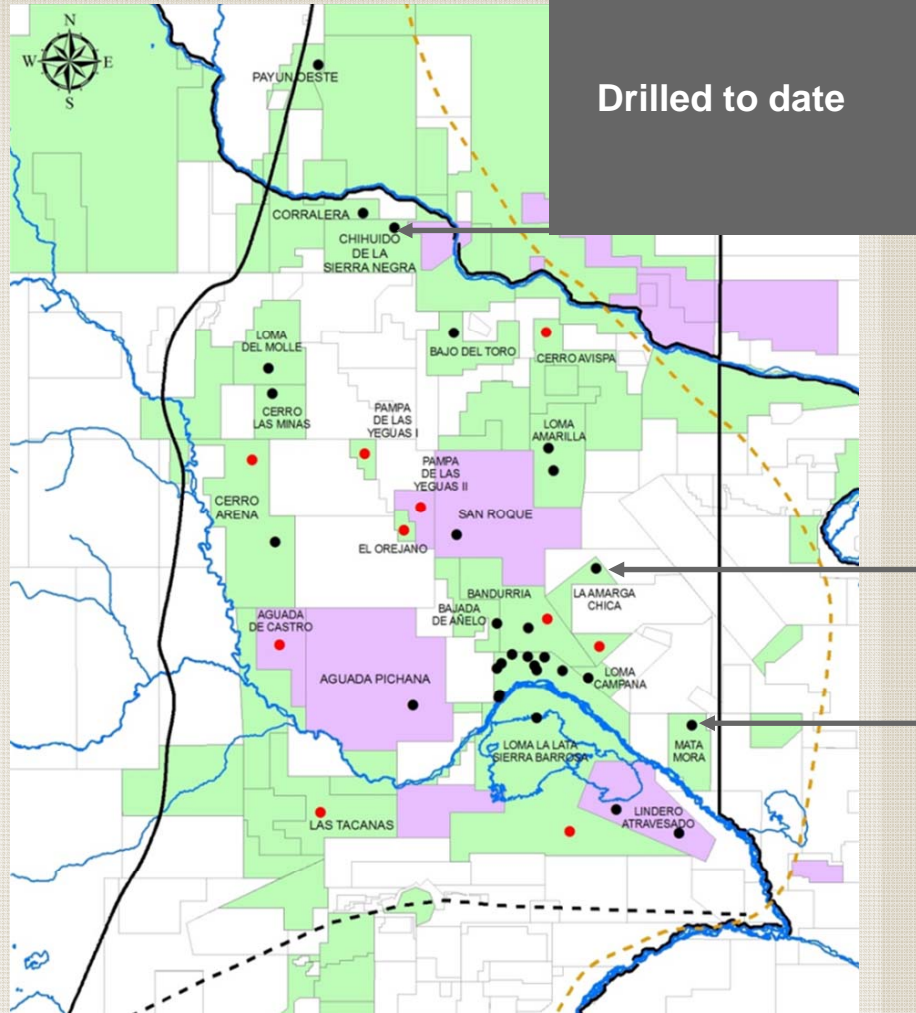 Drilled to date
N
W
E
S
PAYUN OESTE
CORRALERA
CHIHUIDO
DE LA
SIERRA NEGRA
LOMA
DEL MOLLE
BAJO DEL TORO
CERRO AVISPA
CERRO
LAS MINAS
PAMPA
DE LAS
YEGUAS I
LOMA
AMARILLA
PAMPA
DE LAS
YEGUAS II
CERRO
ARENA
SAN ROQUE
EL OREJANO
BANDURRIA
LA AMARGA
CHICA
BAJADA
DE AÑELO
AGUADA
DE CASTRO
AGUADA PICHANA
LOMA
CAMPANA
LOMA LA LATA
SIERRA BARROSA
MATA
MORA
LINDERO
ATRAVESADO
LAS TACANAS